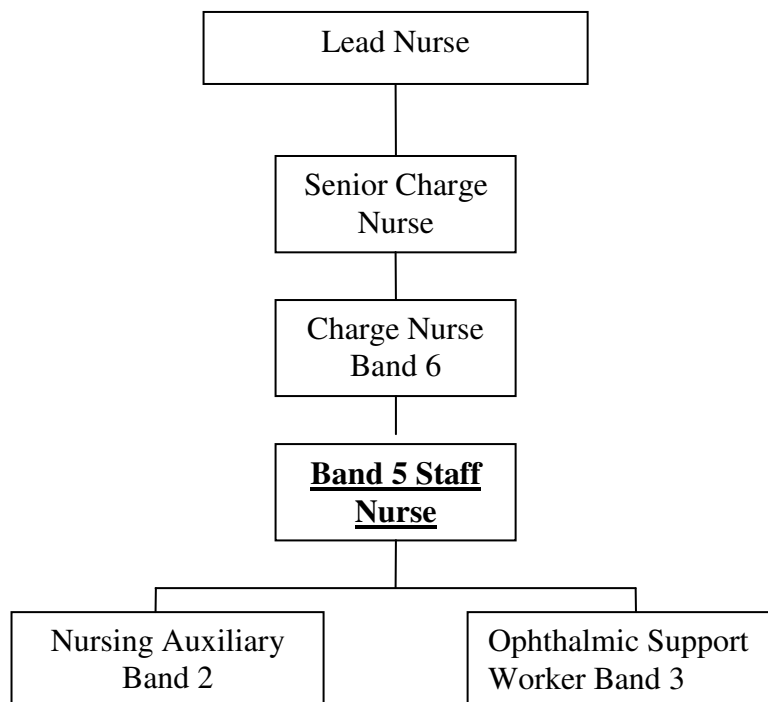 Lead Nurse
Senior Charge
Nurse
Charge Nurse
Band 6
Band 5 Staff
Nurse
Nursing Auxiliary
Band 2
Ophthalmic Support
Worker Band 3